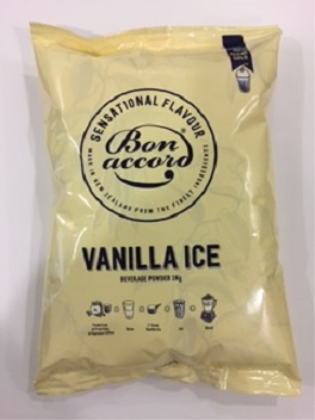 SENSATIONAL FLAVOUR
Bon
accord
MADE IN NEW ZEALAND FROM THE FINEST INGREDIENTS
VANILLA ICE
BEVERAGE POWDER 1Kg